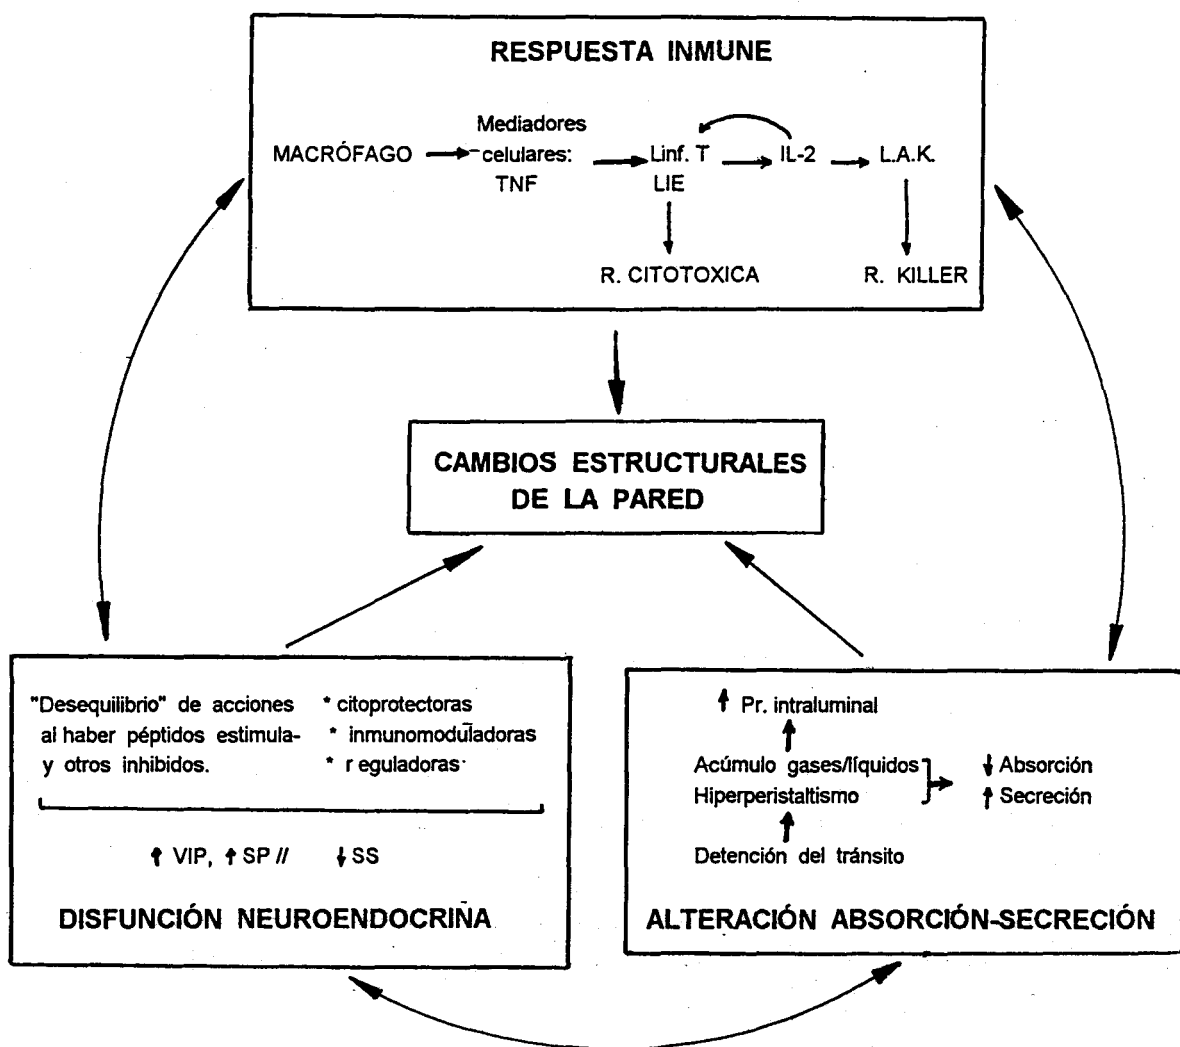 RESPUESTA INMUNE
Mediadores
MACRÓFAGO celulares: Linf. T IL-2 L.A.K.
TNF LIE
R. CITOTOXICA R. KILLER
CAMBIOS ESTRUCTURALES
DE LA PARED
"Desequilibrio" de acciones * citoprotectoras
al haber péptidos estimula- * inmunomoduladoras
y otros inhibidos. * reguladoras
↑ VIP, ↑ SP // ↓ SS
DISFUNCIÓN NEUROENDOCRIÑA
↑ Pr. intraluminal
Acúmulo gases/líquidos ↓ Absorción
Hiperperistaltismo ↑ Secreción
Detención del tránsito
ALTERACIÓN ABSORCIÓN-SECRECIÓN